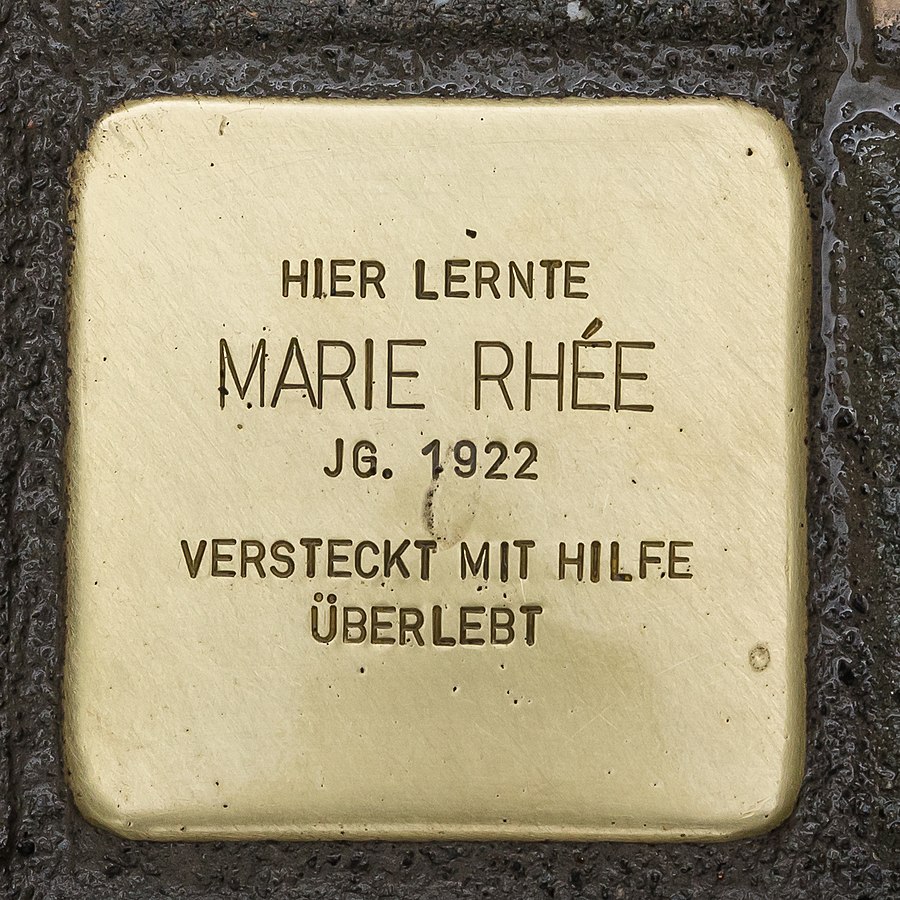 HIER LERNTE
MARIE RHÉE
JG. 1922
VERSTECKT MIT HILFE
ÜBERLEBT